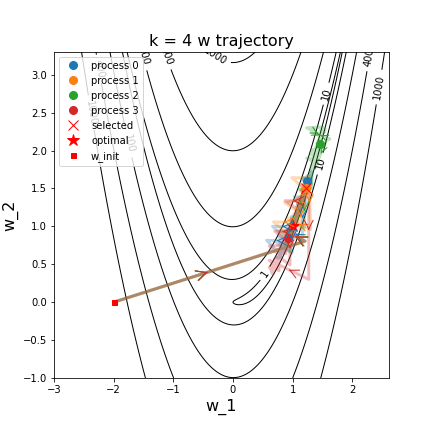 k = 4 w trajectory
process 0
process 1
process 2
process 3
selected
optimal
w_init
w_2
3.0
2.5
2.0
1.5
1.0
0.5
0.0
−0.5
−1.0
10
10
1
1000
−3
−2
−1
0
1
2
w_1